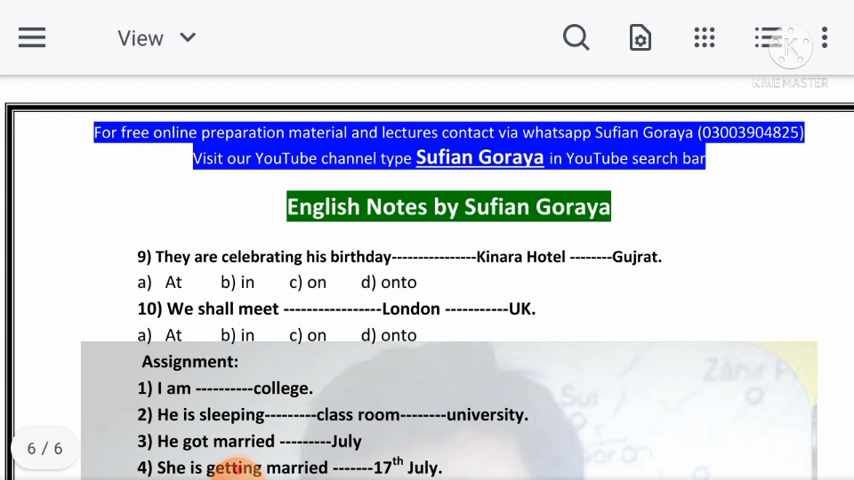 View
KINEMASTER
For free online preparation material and lectures contact via whatsapp Sufian Goraya (03003904825)
Visit our YouTube channel type Sufian Goraya in YouTube search bar
English Notes by Sufian Goraya
9) They are celebrating his birthday----------------Kinara Hotel --------Gujrat.
a) At b) in c) on d) onto
10) We shall meet -----------------London -----------UK.
a) At b) in c) on d) onto
Assignment:
1) I am ----------college.
2) He is sleeping---------class room--------university.
3) He got married ---------July
4) She is getting married -------17th July.
6 / 6